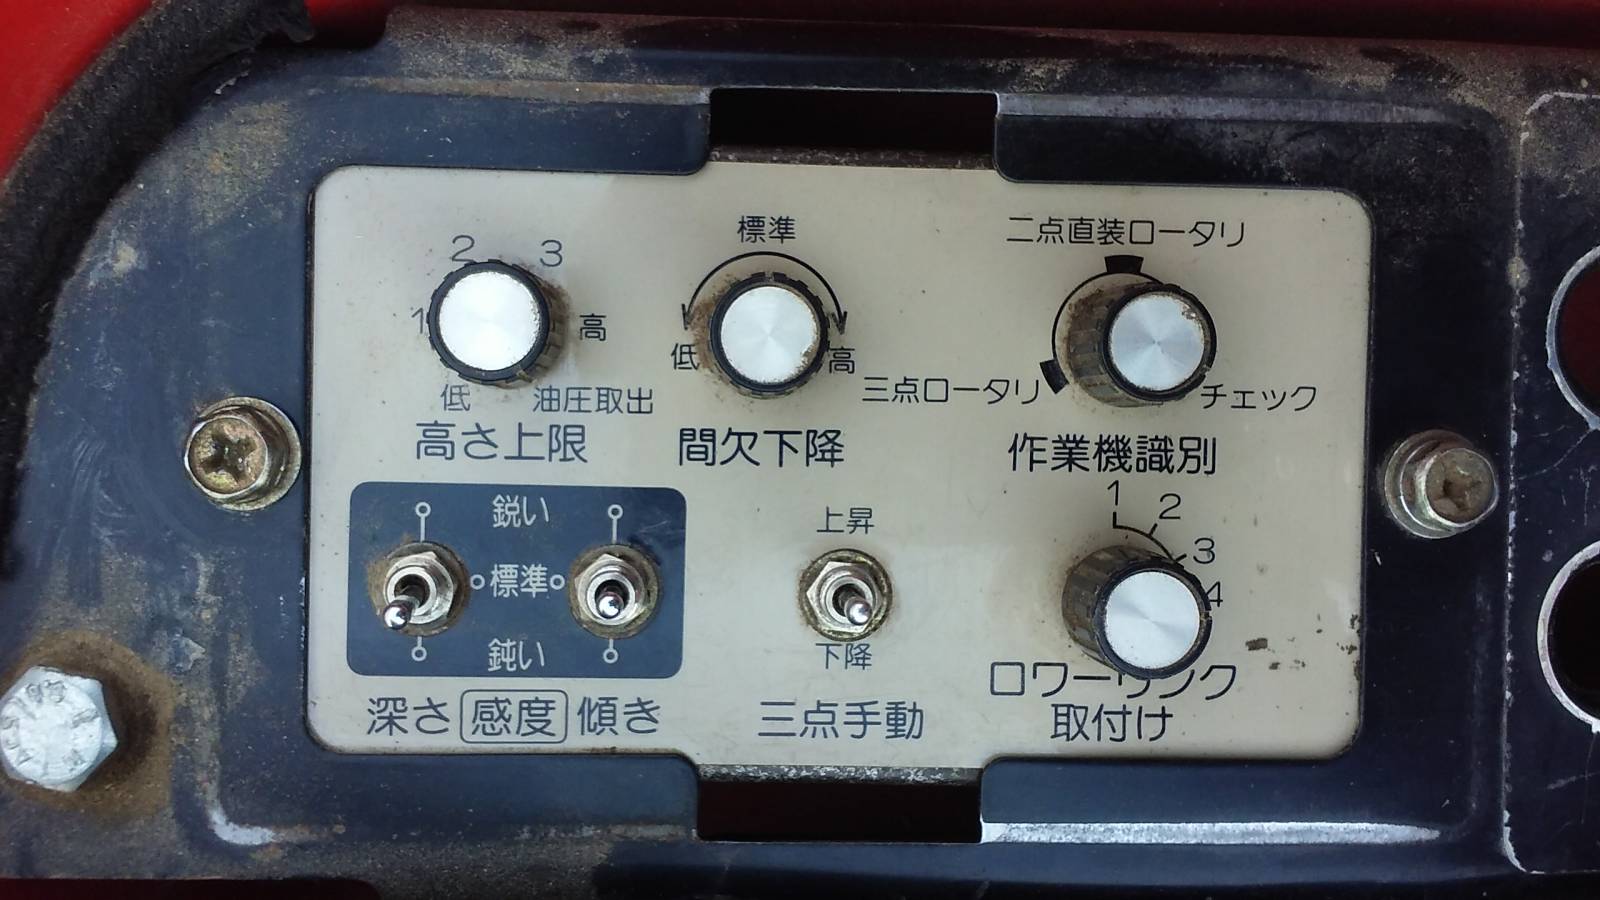 2 3
1 高
低 油圧取出
高さ上限
標準
低 高
間欠下降
二点直装ロータリ
三点ロータリ チェック
作業機識別
鋭い
標準
鈍い
深さ 感度 傾き
上昇
下降
三点手動
1
2
3
4
ロワーリンク
取付け